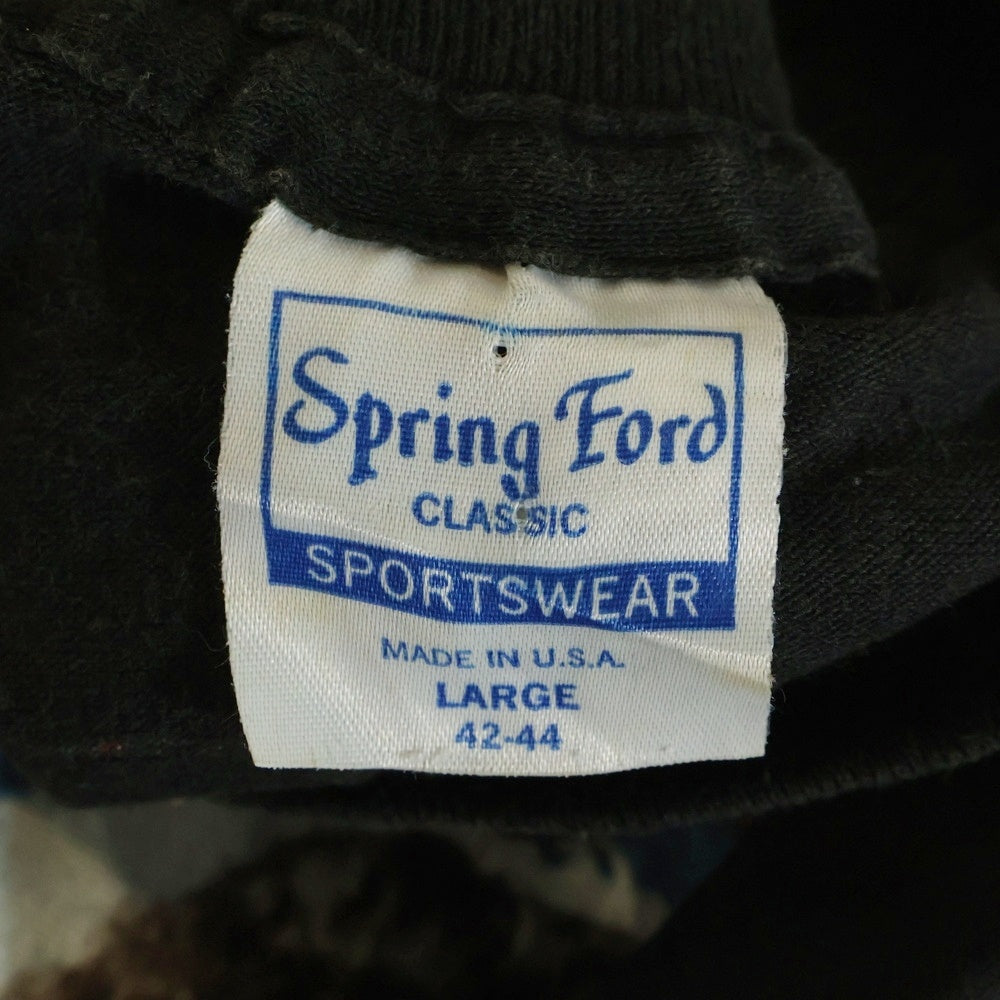 Spring Ford
CLASSIC
SPORTSWEAR
MADE IN U.S.A.
LARGE
42-44